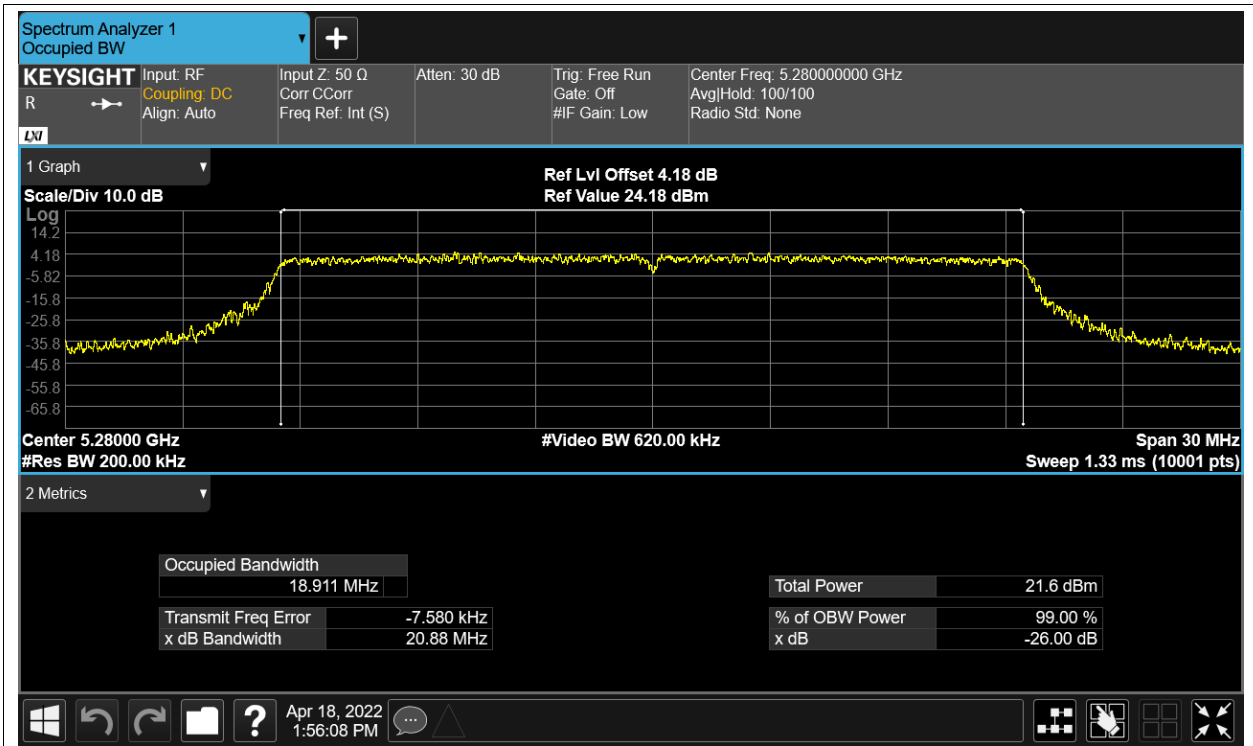 Spectrum Analyzer 1
Occupied BW
KEYSIGHT
R
LXI
Input: RF
Coupling: DC
Align: Auto
Input Z: 50 Ω
Corr CCorr
Freq Ref: Int (S)
Atten: 30 dB
Trig: Free Run
Gate: Off
#IF Gain: Low
Center Freq: 5.280000000 GHz
Avg|Hold: 100/100
Radio Std: None
1 Graph
Scale/Div 10.0 dB
Ref Lvl Offset 4.18 dB
Ref Value 24.18 dBm
Log
14.2
4.18
-5.82
-15.8
-25.8
-35.8
-45.8
-55.8
-65.8
Center 5.28000 GHz
#Res BW 200.00 kHz
#Video BW 620.00 kHz
Span 30 MHz
Sweep 1.33 ms (10001 pts)
2 Metrics
Occupied Bandwidth
18.911 MHz
Transmit Freq Error -7.580 kHz
x dB Bandwidth 20.88 MHz
Total Power 21.6 dBm
% of OBW Power 99.00 %
x dB -26.00 dB
?
Apr 18, 2022
1:56:08 PM